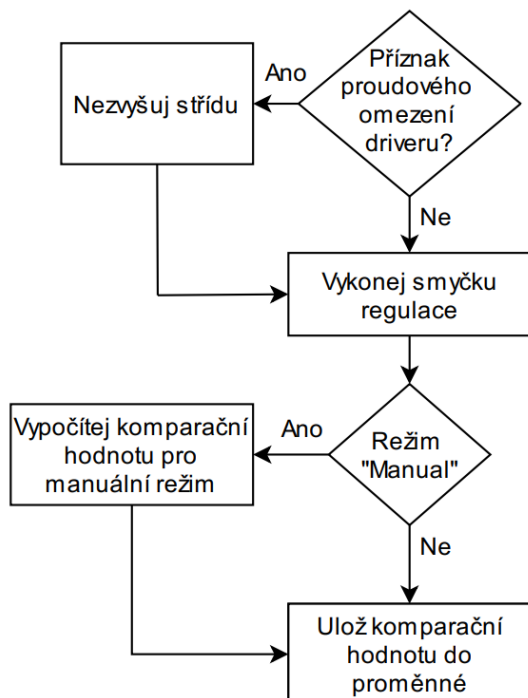 Příznak
proudového
omezení
driveru?
Ano
Nezvyšuj střídu
Ne
Vykonej smyčku
regulace
Režim
"Manual"
Ano
Vypočítej komparační
hodnotu pro
manuální režim
Ne
Ulož komparační
hodnotu do
proměnné